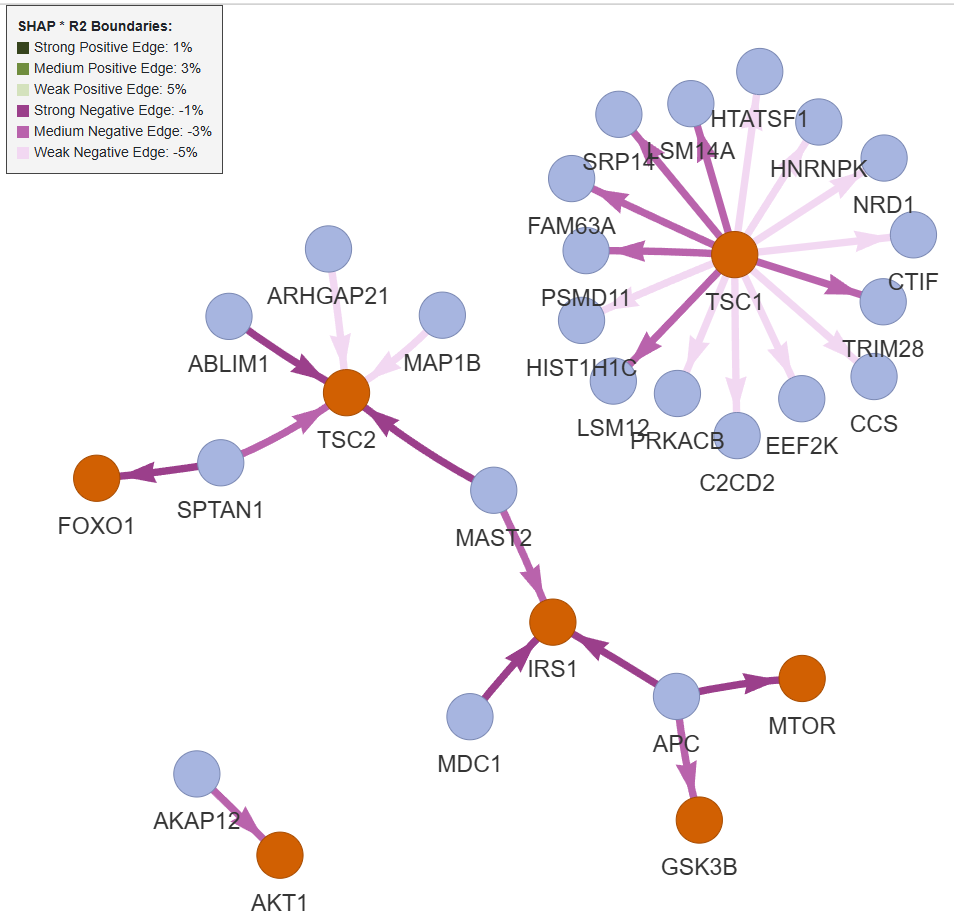 SHAP * R2 Boundaries:
Strong Positive Edge: 1%
Medium Positive Edge: 3%
Weak Positive Edge: 5%
Strong Negative Edge: -1%
Medium Negative Edge: -3%
Weak Negative Edge: -5%
HTATSF1
SRP14
LSM14A
HNRNPK
NRD1
FAM63A
CTIF
PSMD11
TSC1
ARHGAP21
TRIM28
ABLIM1
MAP1B
HIST1H1C
CCS
LSM12
PRKACB
EEF2K
TSC2
C2CD2
SPTAN1
FOXO1
MAST2
IRS1
MTOR
APC
MDC1
AKAP12
GSK3B
AKT1